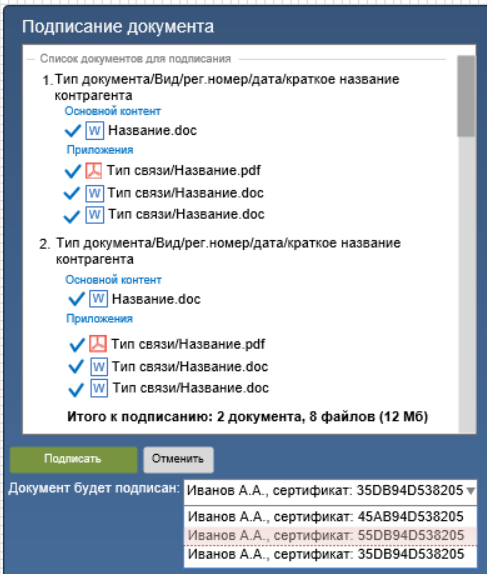 Подписание документа
Список документов для подписания
1.Тип документа/Вид/рег.номер/дата/краткое название
контрагента
Основной контент
W Название.doc
Приложения
Тип связи/Название.pdf
W Тип связи/Название.doc
W Тип связи/Название.doc
2. Тип документа/Вид/рег.номер/дата/краткое название
контрагента
Основной контент
W Название.doc
Приложения
Тип связи/Название.pdf
W Тип связи/Название.doc
W Тип связи/Название.doc
Итого к подписанию: 2 документа, 8 файлов (12 Мб)
Подписать Отменить
Документ будет подписан: Иванов А.А., сертификат: 35DB94D538205
Иванов А.А., сертификат: 45AB94D538205
Иванов А.А., сертификат: 55DB94D538205
Иванов А.А., сертификат: 35DB94D538205